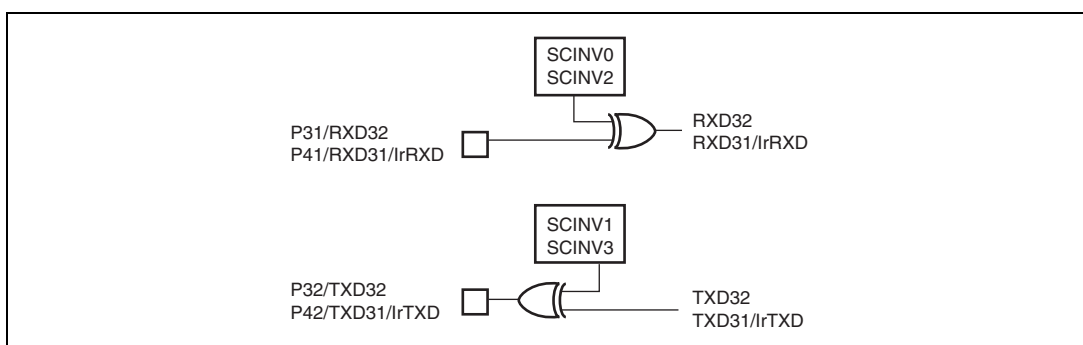 SCINV0
SCINV2
P31/RXD32
P41/RXD31/IrRXD
RXD32
RXD31/IrRXD
SCINV1
SCINV3
P32/TXD32
P42/TXD31/IrTXD
TXD32
TXD31/IrTXD